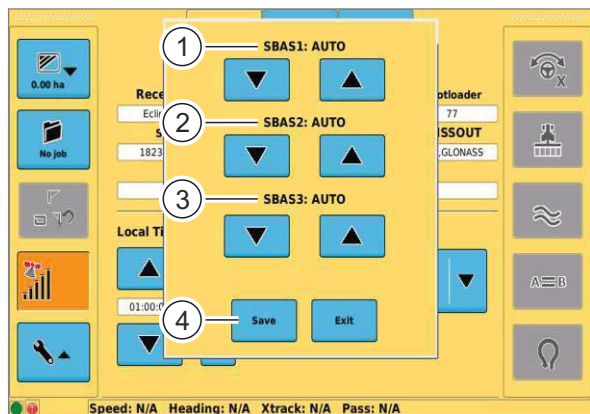 1
SBAS1: AUTO
0.00 ha
Rece
otloader
Ecli
77
2
SBAS2: AUTO
S
ISSOUT
No job
1823
,GLONASS
3
SBAS3: AUTO
Local Ti
A=B
01:00:0
4
Save
Exit
Speed: N/A Heading: N/A Xtrack: N/A Pass: N/A